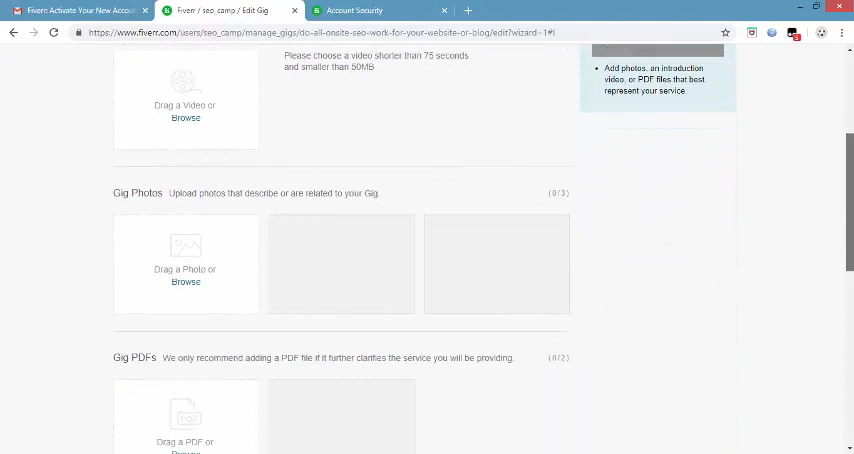 Fiverr: Activate Your New Accou
Fiverr / seo_camp / Edit Gig
Account Security
https://www.fiverr.com/users/seo_camp/manage_gigs/do-all-onsite-seo-work-for-your-website-or-blog/edit?wizard=1#l
Please choose a video shorter than 75 seconds
and smaller than 50MB
Drag a Video or
Browse
• Add photos, an introduction
video, or PDF files that best
represent your service.
Gig Photos Upload photos that describe or are related to your Gig. (0/3)
Drag a Photo or
Browse
Gig PDFs We only recommend adding a PDF file if it further clarifies the service you will be providing. (0/2)
PDF
Drag a PDF or